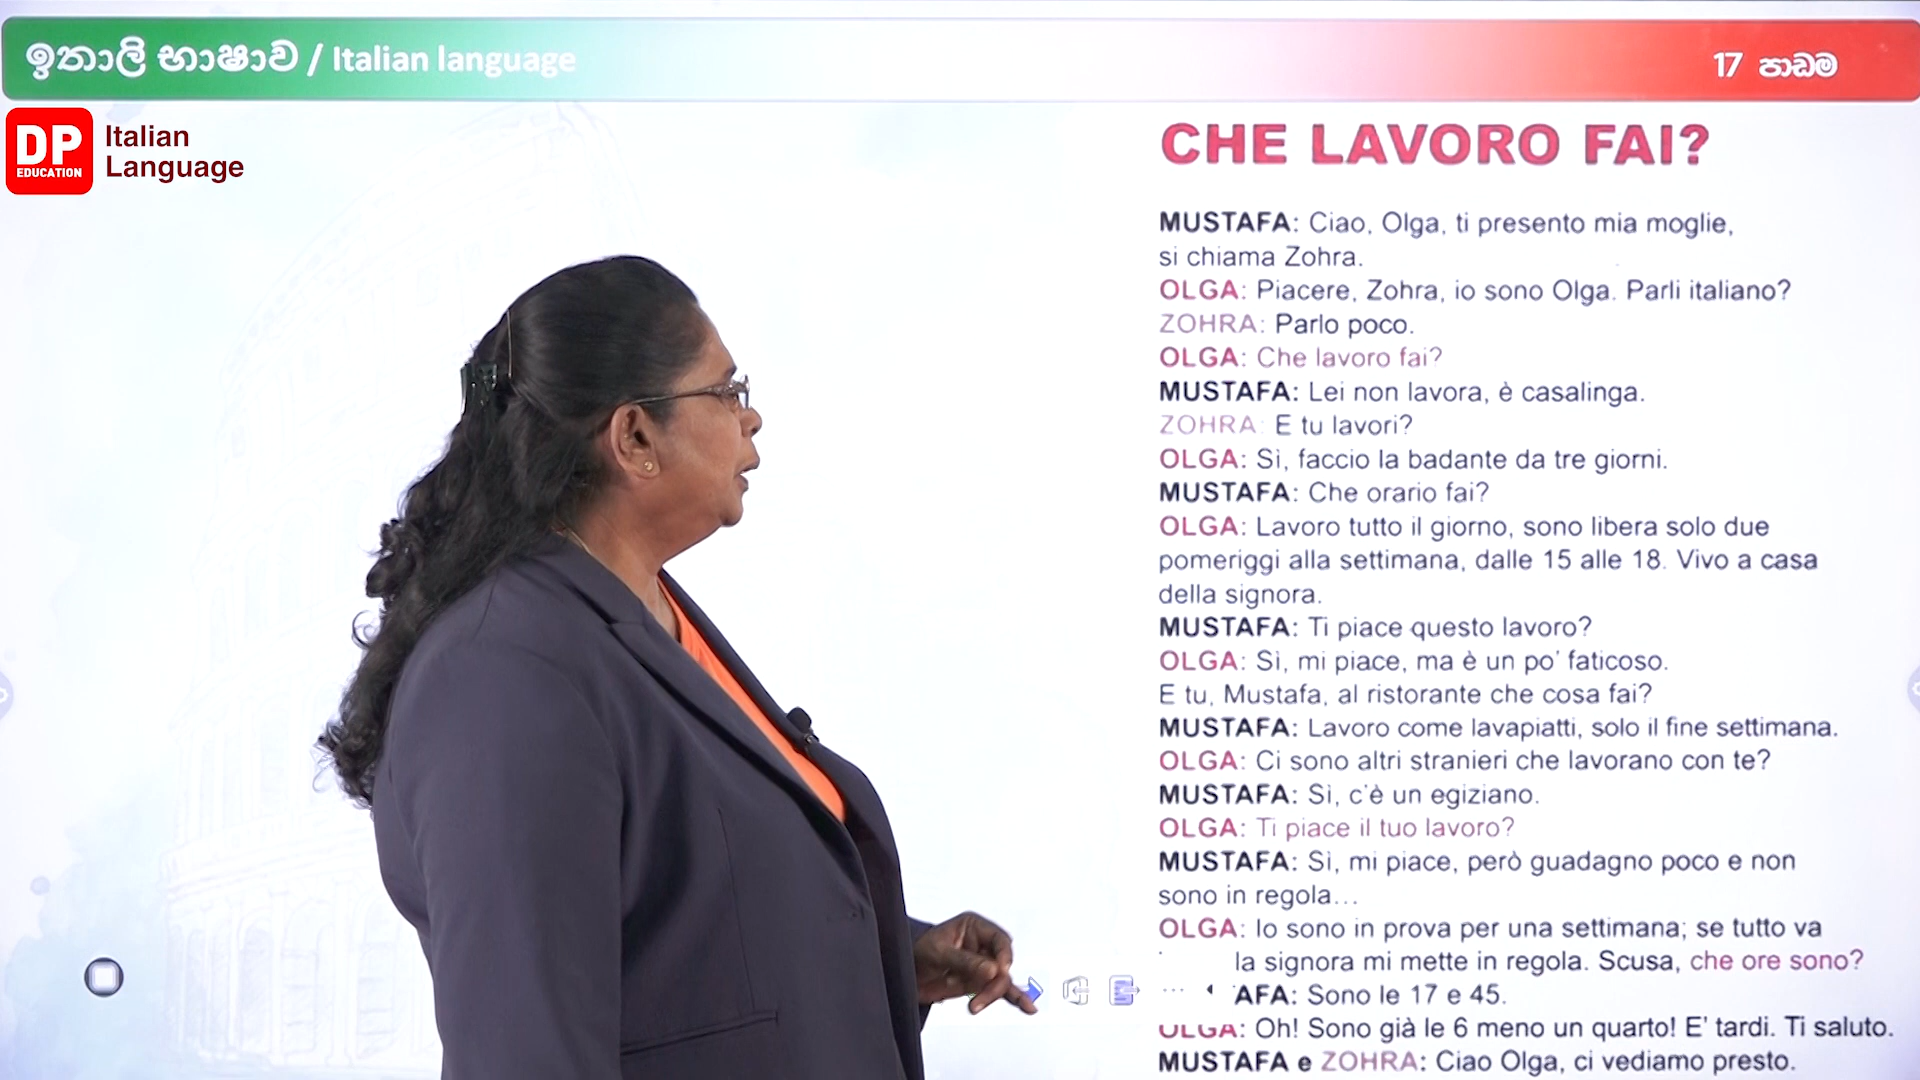 ඉතාලි භාෂාව / Italian language
17 පාඩම
DP
EDUCATION
Italian
Language
CHE LAVORO FAI?
MUSTAFA: Ciao, Olga, ti presento mia moglie,
si chiama Zohra.
OLGA: Piacere, Zohra, io sono Olga. Parli italiano?
ZOHRA: Parlo poco.
OLGA: Che lavoro fai?
MUSTAFA: Lei non lavora, è casalinga.
ZOHRA: E tu lavori?
OLGA: Sì, faccio la badante da tre giorni.
MUSTAFA: Che orario fai?
OLGA: Lavoro tutto il giorno, sono libera solo due
pomeriggi alla settimana, dalle 15 alle 18. Vivo a casa
della signora.
MUSTAFA: Ti piace questo lavoro?
OLGA: Sì, mi piace, ma è un po' faticoso.
E tu, Mustafa, al ristorante che cosa fai?
MUSTAFA: Lavoro come lavapiatti, solo il fine settimana.
OLGA: Ci sono altri stranieri che lavorano con te?
MUSTAFA: Sì, c'è un egiziano.
OLGA: Ti piace il tuo lavoro?
MUSTAFA: Sì, mi piace, però guadagno poco e non
sono in regola...
OLGA: Io sono in prova per una settimana; se tutto va
la signora mi mette in regola. Scusa, che ore sono?
AFA: Sono le 17 e 45.
OLGA: Oh! Sono già le 6 meno un quarto! E' tardi. Ti saluto.
MUSTAFA e ZOHRA: Ciao Olga, ci vediamo presto.